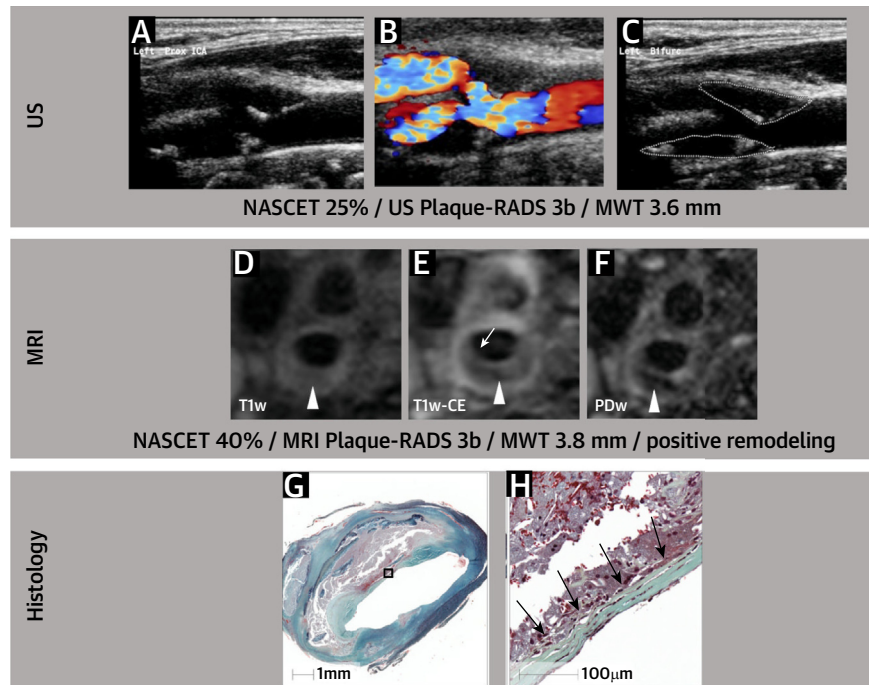 US
A
Left Prox ICA
B
C
Left Bifurc
NASCET 25% / US Plaque-RADS 3b / MWT 3.6 mm
MRI
D
T1w
E
T1w-CE
F
PDw
NASCET 40% / MRI Plaque-RADS 3b / MWT 3.8 mm / positive remodeling
Histology
G
1mm
H
100μm